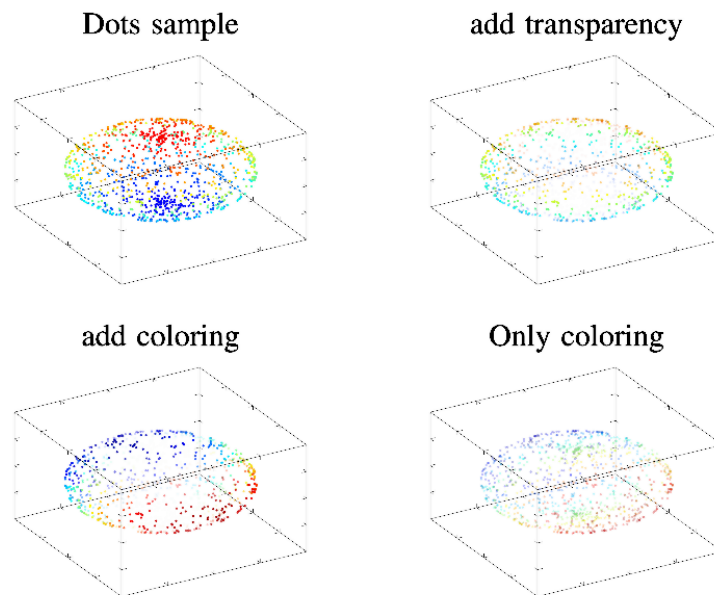 Dots sample
add transparency
add coloring
Only coloring